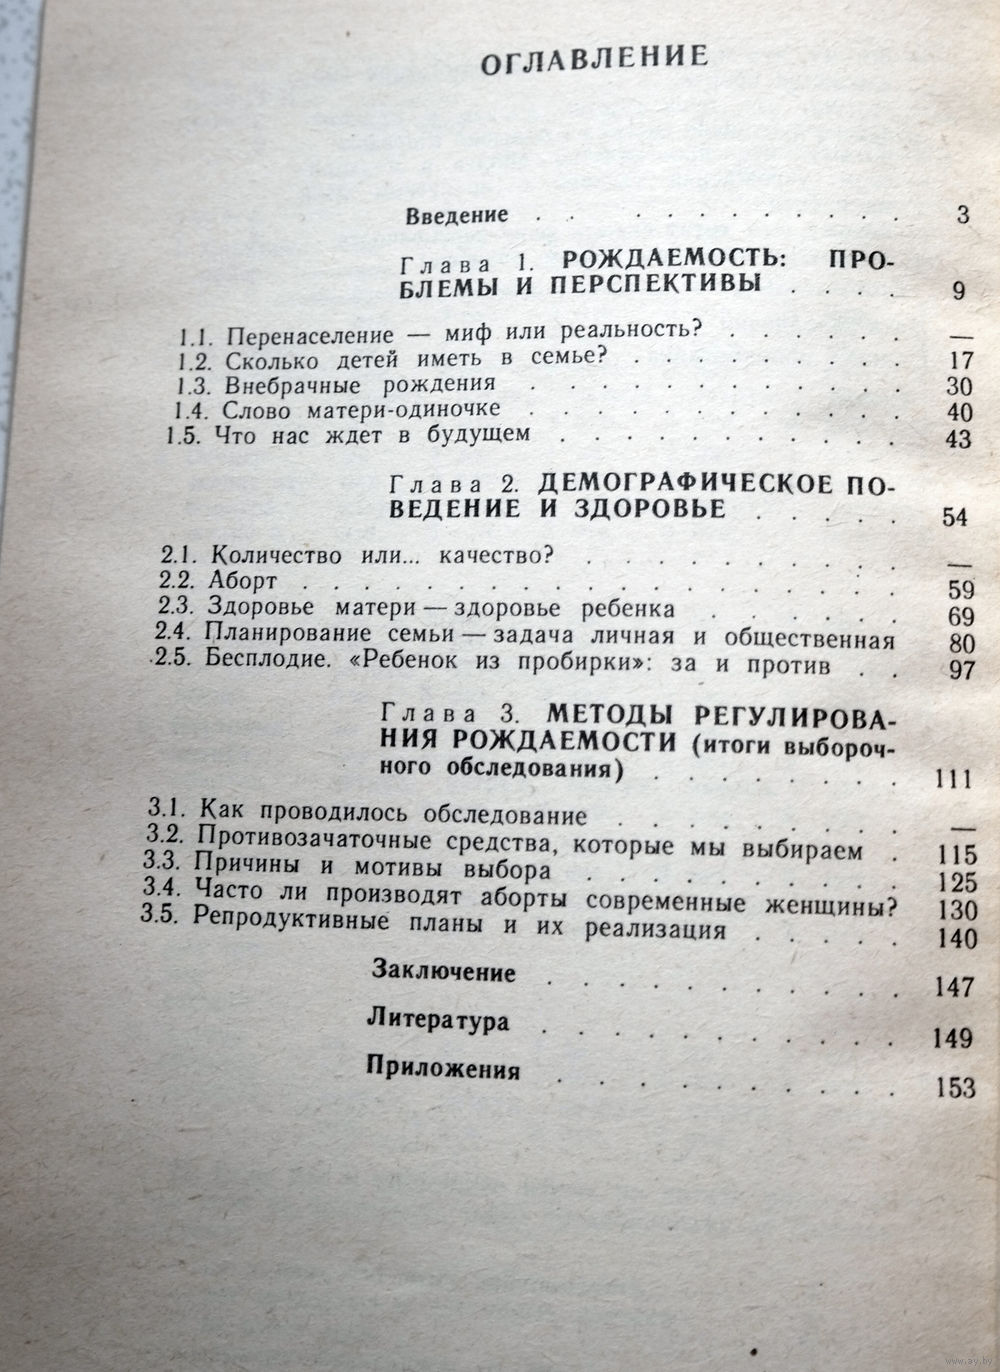 ОГЛАВЛЕНИЕ
Введение . . . . . . . . . . . 3
Глава 1. РОЖДАЕМОСТЬ: ПРО-
БЛЕМЫ И ПЕРСПЕКТИВЫ . . . . 9
1.1. Перенаселение — миф или реальность? . . . . . . —
1.2. Сколько детей иметь в семье? . . . . . . . . . 17
1.3. Внебрачные рождения . . . . . . . . . . . . 30
1.4. Слово матери-одиночке . . . . . . . . . . . . 40
1.5. Что нас ждет в будущем . . . . . . . . . . . 43
Глава 2. ДЕМОГРАФИЧЕСКОЕ ПО-
ВЕДЕНИЕ И ЗДОРОВЬЕ . . . . . 54
2.1. Количество или... качество? . . . . . . . . . . —
2.2. Аборт . . . . . . . . . . . . . . . . . 59
2.3. Здоровье матери — здоровье ребенка . . . . . . 69
2.4. Планирование семьи — задача личная и общественная 80
2.5. Бесплодие. «Ребенок из пробирки»: за и против . . 97
Глава 3. МЕТОДЫ РЕГУЛИРОВА-
НИЯ РОЖДАЕМОСТИ (итоги выбороч-
ного обследования) . . . . . . . . 111
3.1. Как проводилось обследование . . . . . . . . . —
3.2. Противозачаточные средства, которые мы выбираем . 115
3.3. Причины и мотивы выбора . . . . . . . . . . 125
3.4. Часто ли производят аборты современные женщины? 130
3.5. Репродуктивные планы и их реализация . . . . . 140
Заключение . . . . . . . . . . 147
Литература . . . . . . . . . . 149
Приложения . . . . . . . . . 153
www.ay.by